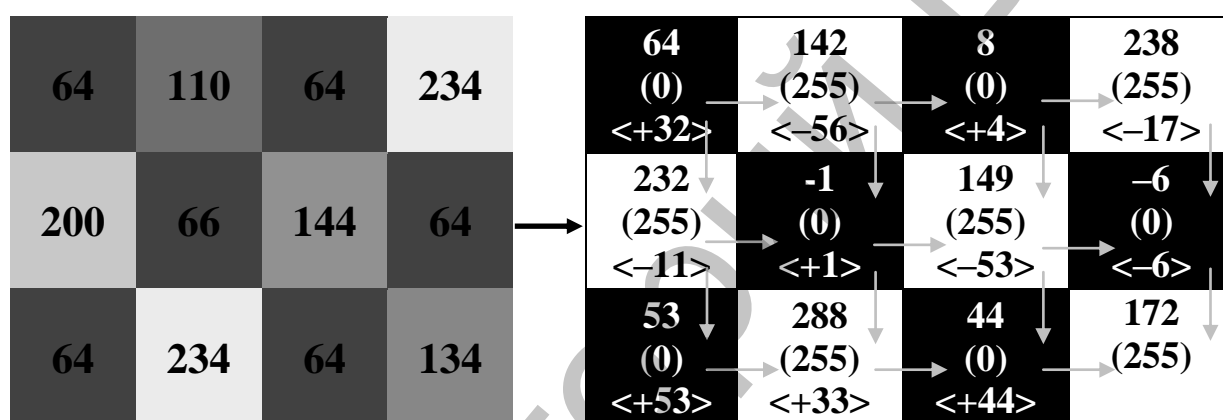 64 110 64 234
200 66 144 64
64 234 64 134
64 142 8 238
(0) (255) (0) (255)
<+32> <–56> <+4> <–17>
232 -1 149 –6
(255) (0) (255) (0)
<–11> <+1> <–53> <–6>
53 288 44 172
(0) (255) (0) (255)
<+53> <+33> <+44>